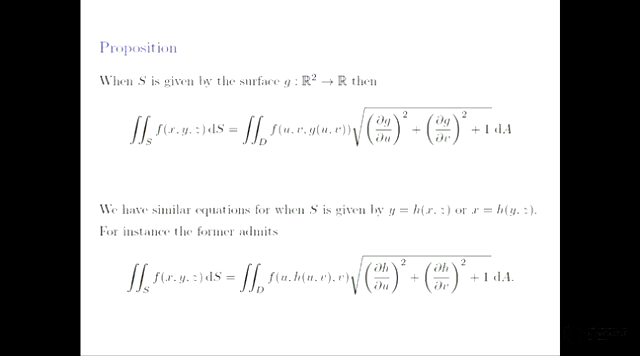 Proposition
When S is given by the surface g : ℝ² → ℝ then
∬_S f(x, y, z) dS = ∬_D f(u, v, g(u, v)) √((∂g/∂u)² + (∂g/∂v)² + 1) dA
We have similar equations for when S is given by y = h(x, z) or x = h(y, z).
For instance the former admits
∬_S f(x, y, z) dS = ∬_D f(u, h(u, v), v) √((∂h/∂u)² + (∂h/∂v)² + 1) dA.